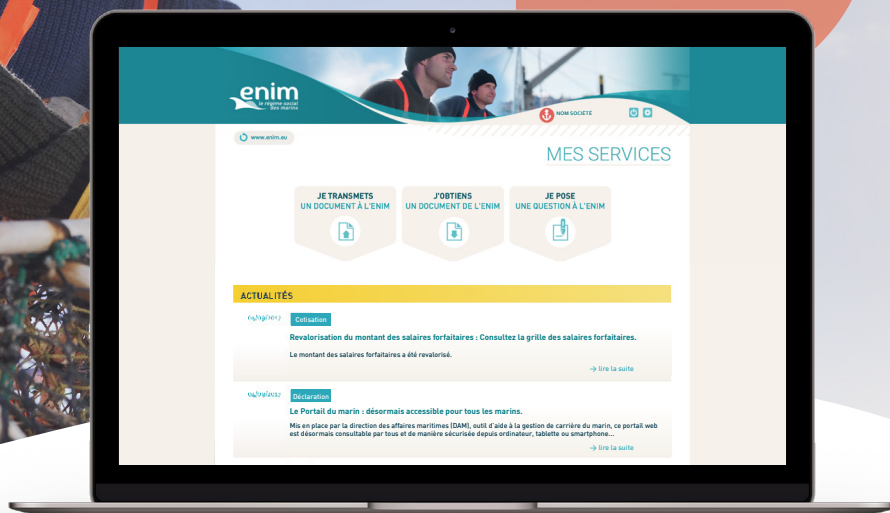 enim
le régime social
des marins
NOM SOCIÉTÉ
www.enim.eu
MES SERVICES
JE TRANSMETS
UN DOCUMENT À L'ENIM
J'OBTIENS
UN DOCUMENT DE L'ENIM
JE POSE
UNE QUESTION À L'ENIM
ACTUALITÉS
Cotisation
Revalorisation du montant des salaires forfaitaires : Consultez la grille des salaires forfaitaires.
Le montant des salaires forfaitaires a été revalorisé.
→ lire la suite
Déclaration
Le Portail du marin : désormais accessible pour tous les marins.
Mis en place par la direction des affaires maritimes (DAM), outil d'aide à la gestion de carrière du marin, ce portail web
est désormais consultable par tous et de manière sécurisée depuis ordinateur, tablette ou smartphone...
→ lire la suite